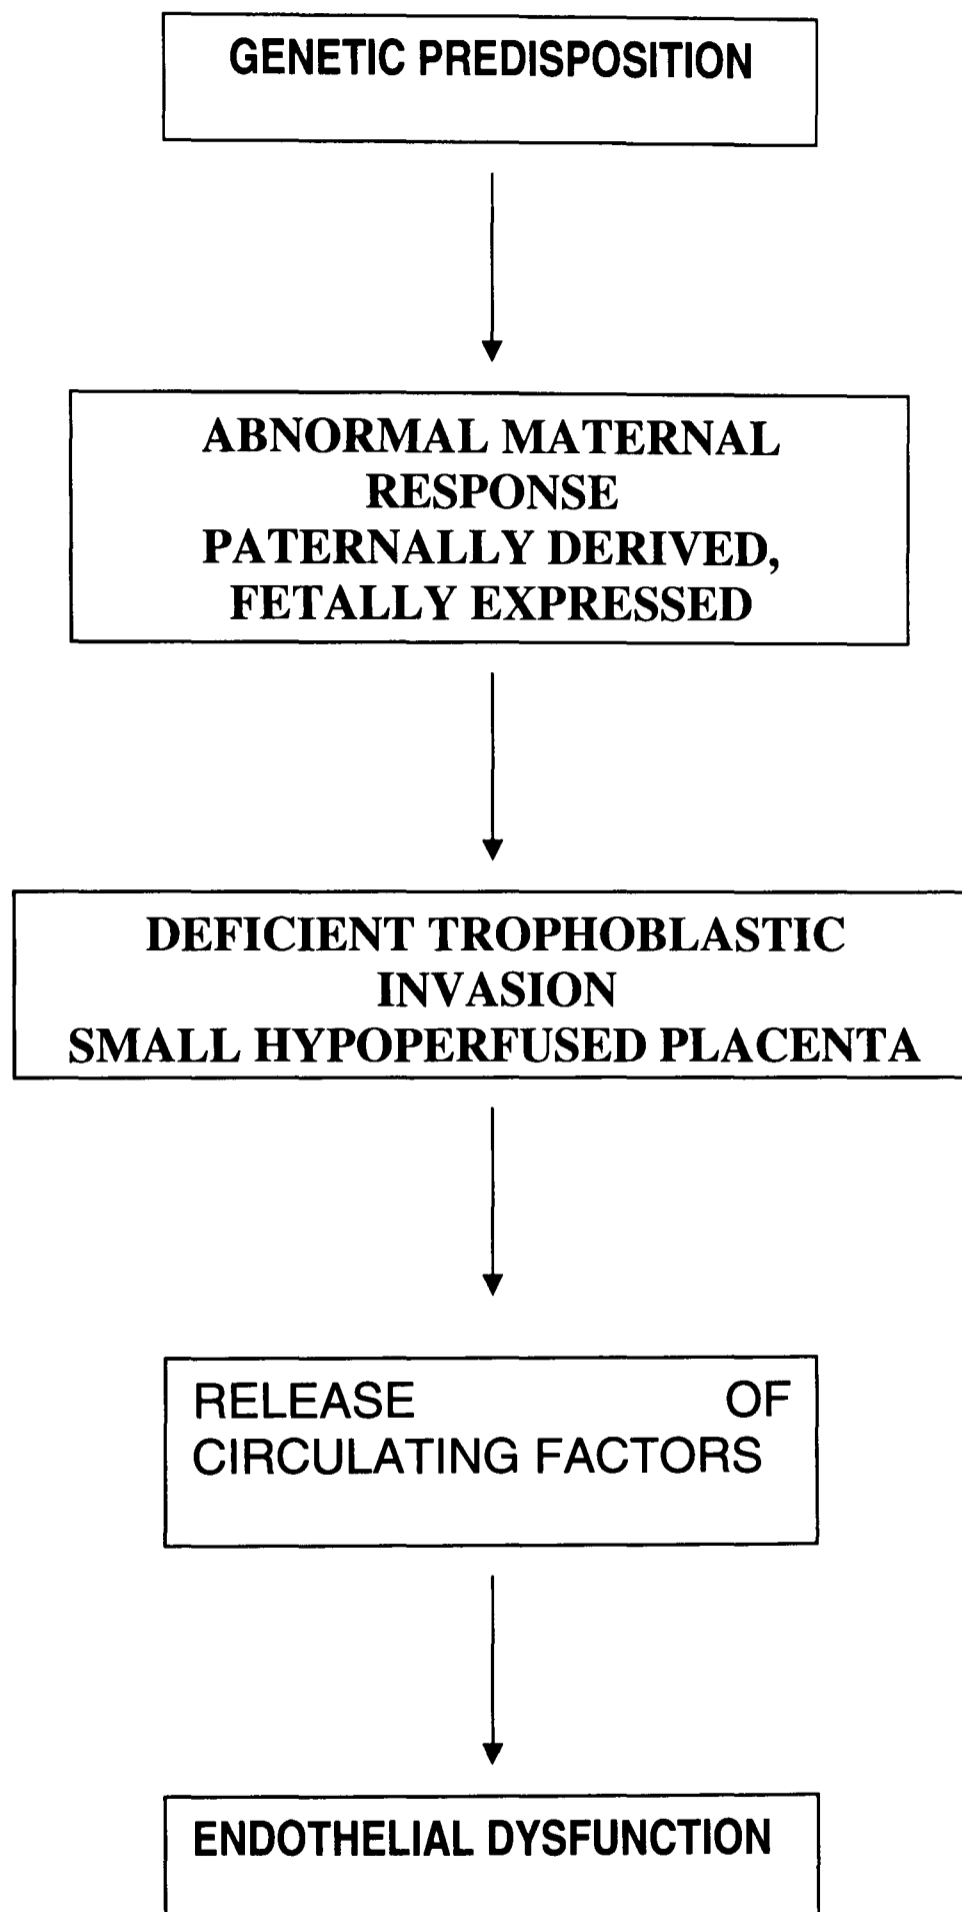 GENETIC PREDISPOSITION
ABNORMAL MATERNAL
RESPONSE
PATERNALLY DERIVED,
FETALLY EXPRESSED
DEFICIENT TROPHOBLASTIC
INVASION
SMALL HYPOPERFUSED PLACENTA
RELEASE OF
CIRCULATING FACTORS
ENDOTHELIAL DYSFUNCTION